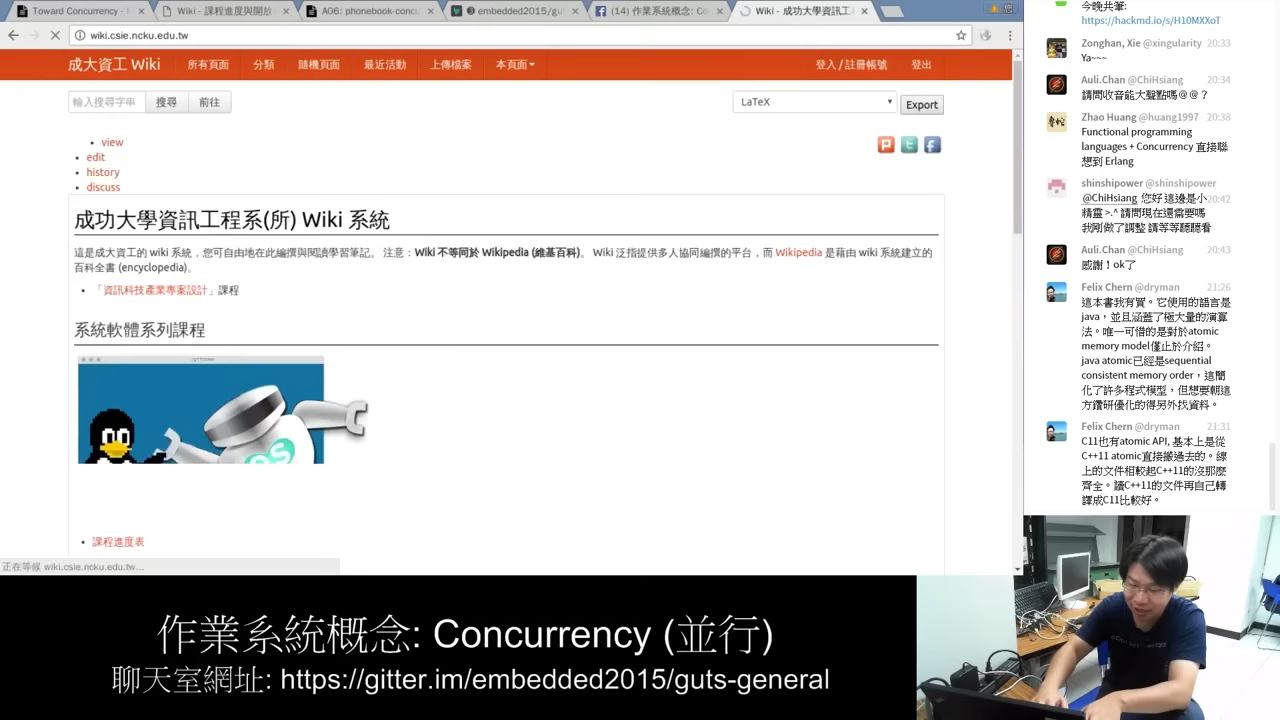 Toward Concurrency -
Wiki - 課程進度與開放
A06: phonebook-concu
embedded2015/gut
(14) 作業系統概念: Co
Wiki - 成功大學資訊工
wiki.csie.ncku.edu.tw
成大資工 Wiki
所有頁面
分類
隨機頁面
最近活動
上傳檔案
本頁面
登入 / 註冊帳號
登出
輸入搜尋字串
搜尋
前往
LaTeX
Export
view
edit
history
discuss
成功大學資訊工程系(所) Wiki 系統
這是成大資工的 wiki 系統，您可自由地在此編撰與閱讀學習筆記。 注意：Wiki 不等同於 Wikipedia (維基百科)。 Wiki 泛指提供多人協同編撰的平台，而 Wikipedia 是藉由 wiki 系統建立的
百科全書 (encyclopedia)。
「資訊科技產業專案設計」課程
系統軟體系列課程
課程進度表
正在等候 wiki.csie.ncku.edu.tw...
今晚共筆:
https://hackmd.io/s/H10MXXoT
Zonghan, Xie @xingularity 20:33
Ya~~~
Auli.Chan @ChiHsiang 20:34
請問收音能大聲點嗎＠＠？
Zhao Huang @huang1997 20:38
Functional programming
languages + Concurrency 直接聯
想到 Erlang
shinshipower @shinshipower
@ChiHsiang 您好 這邊是小 20:42
精靈 >.^ 請問現在還需要嗎
我剛做了調整 請等等聽聽看
Auli.Chan @ChiHsiang 20:43
感謝！ok了
Felix Chern @dryman 21:26
這本書我有買。它使用的語言是
java，並且涵蓋了極大量的演算
法。唯一可惜的是對於atomic
memory model僅止於介紹。
java atomic已經是sequential
consistent memory order，這簡
化了許多程式模型，但想要朝這
方鑽研優化的得另外找資料。
Felix Chern @dryman 21:31
C11也有atomic API, 基本上是從
C++11 atomic直接搬過去的。線
上的文件相較起C++11的沒那麼
齊全。讀C++11的文件再自己轉
譯成C11比較好。
作業系統概念: Concurrency (並行)
聊天室網址: https://gitter.im/embedded2015/guts-general